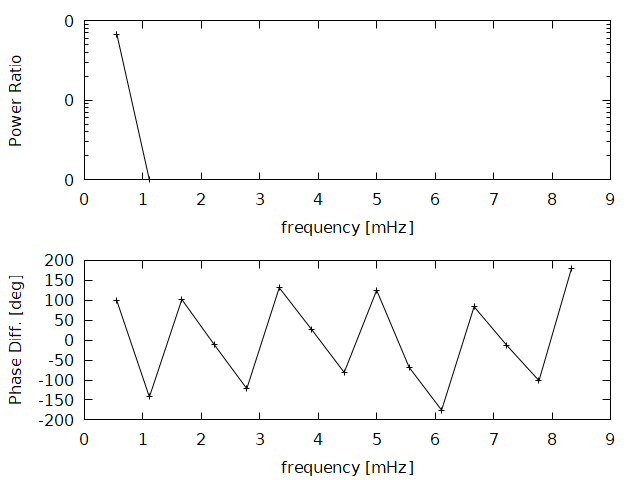 0
0
0
Power Ratio
0 1 2 3 4 5 6 7 8 9
frequency [mHz]
200
150
100
50
0
-50
-100
-150
-200
Phase Diff. [deg]
0 1 2 3 4 5 6 7 8 9
frequency [mHz]